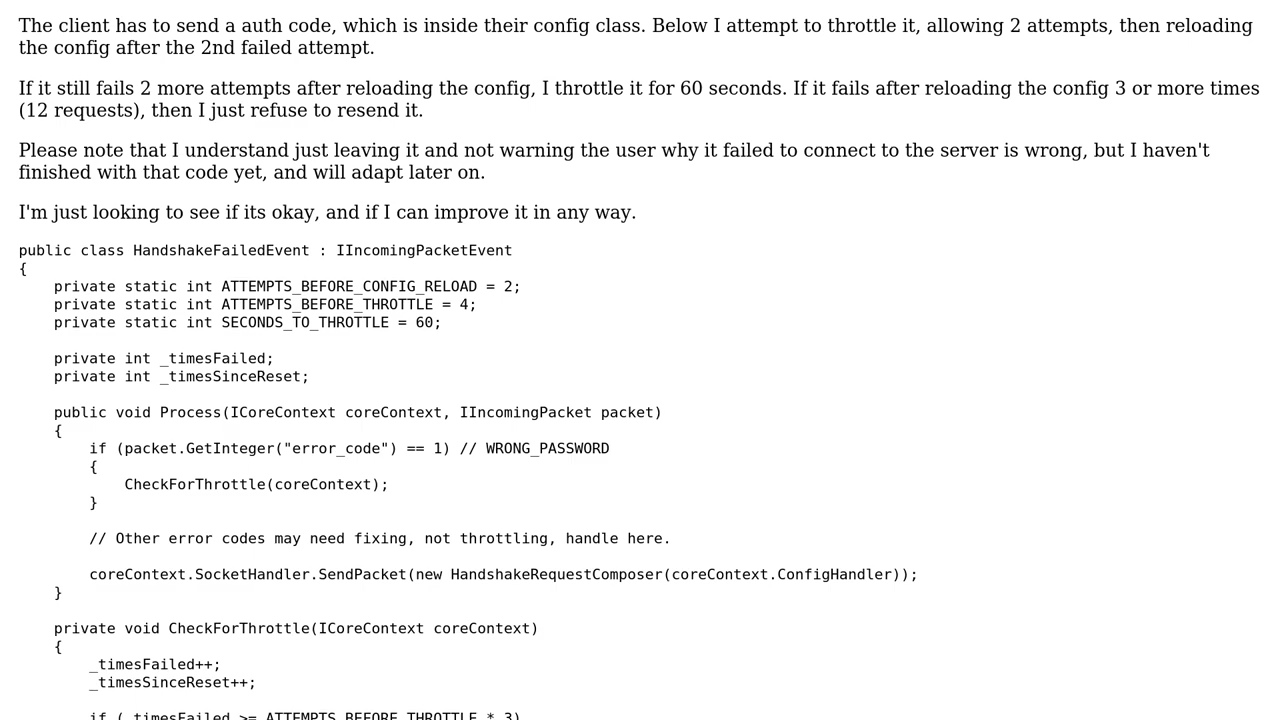 The client has to send a auth code, which is inside their config class. Below I attempt to throttle it, allowing 2 attempts, then reloading
the config after the 2nd failed attempt.
If it still fails 2 more attempts after reloading the config, I throttle it for 60 seconds. If it fails after reloading the config 3 or more times
(12 requests), then I just refuse to resend it.
Please note that I understand just leaving it and not warning the user why it failed to connect to the server is wrong, but I haven't
finished with that code yet, and will adapt later on.
I'm just looking to see if its okay, and if I can improve it in any way.
public class HandshakeFailedEvent : IIncomingPacketEvent
{
    private static int ATTEMPTS_BEFORE_CONFIG_RELOAD = 2;
    private static int ATTEMPTS_BEFORE_THROTTLE = 4;
    private static int SECONDS_TO_THROTTLE = 60;
    private int _timesFailed;
    private int _timesSinceReset;
    public void Process(ICoreContext coreContext, IIncomingPacket packet)
    {
        if (packet.GetInteger("error_code") == 1) // WRONG_PASSWORD
        {
            CheckForThrottle(coreContext);
        }
        // Other error codes may need fixing, not throttling, handle here.
        coreContext.SocketHandler.SendPacket(new HandshakeRequestComposer(coreContext.ConfigHandler));
    }
    private void CheckForThrottle(ICoreContext coreContext)
    {
        _timesFailed++;
        _timesSinceReset++;
        if (_timesFailed >= ATTEMPTS_BEFORE_THROTTLE * 3)